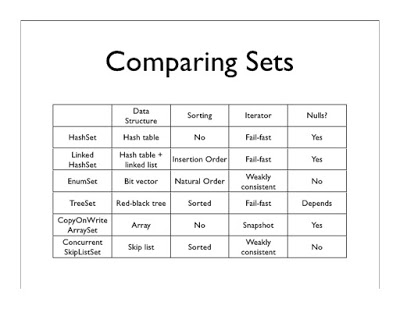 Comparing Sets
Data Structure Sorting Iterator Nulls?
HashSet Hash table No Fail-fast Yes
Linked HashSet Hash table + linked list Insertion Order Fail-fast Yes
EnumSet Bit vector Natural Order Weakly consistent No
TreeSet Red-black tree Sorted Fail-fast Depends
CopyOnWrite ArraySet Array No Snapshot Yes
Concurrent SkipListSet Skip list Sorted Weakly consistent No